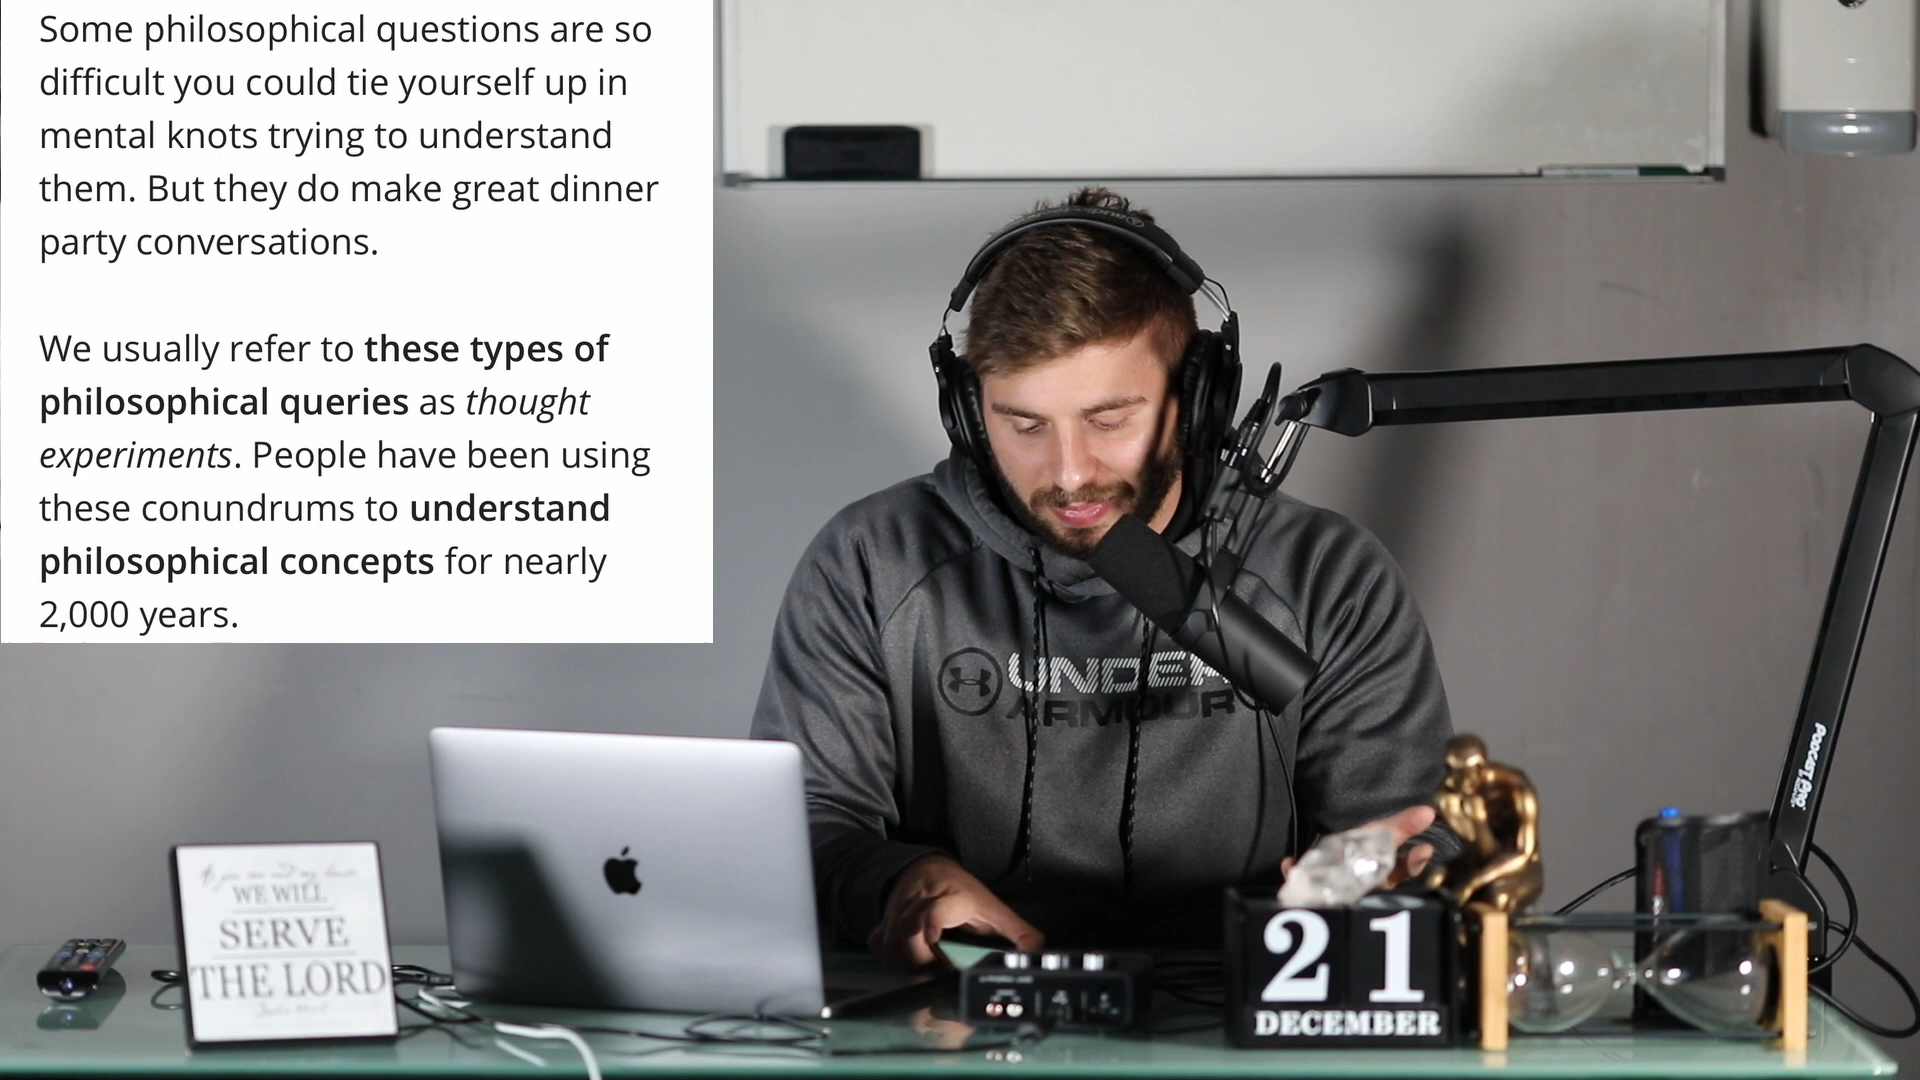 Some philosophical questions are so
difficult you could tie yourself up in
mental knots trying to understand
them. But they do make great dinner
party conversations.
We usually refer to these types of
philosophical queries as thought
experiments. People have been using
these conundrums to understand
philosophical concepts for nearly
2,000 years.
UNDER
ARMOUR
PODCAST PRO
WE WILL
SERVE
THE LORD
21
DECEMBER